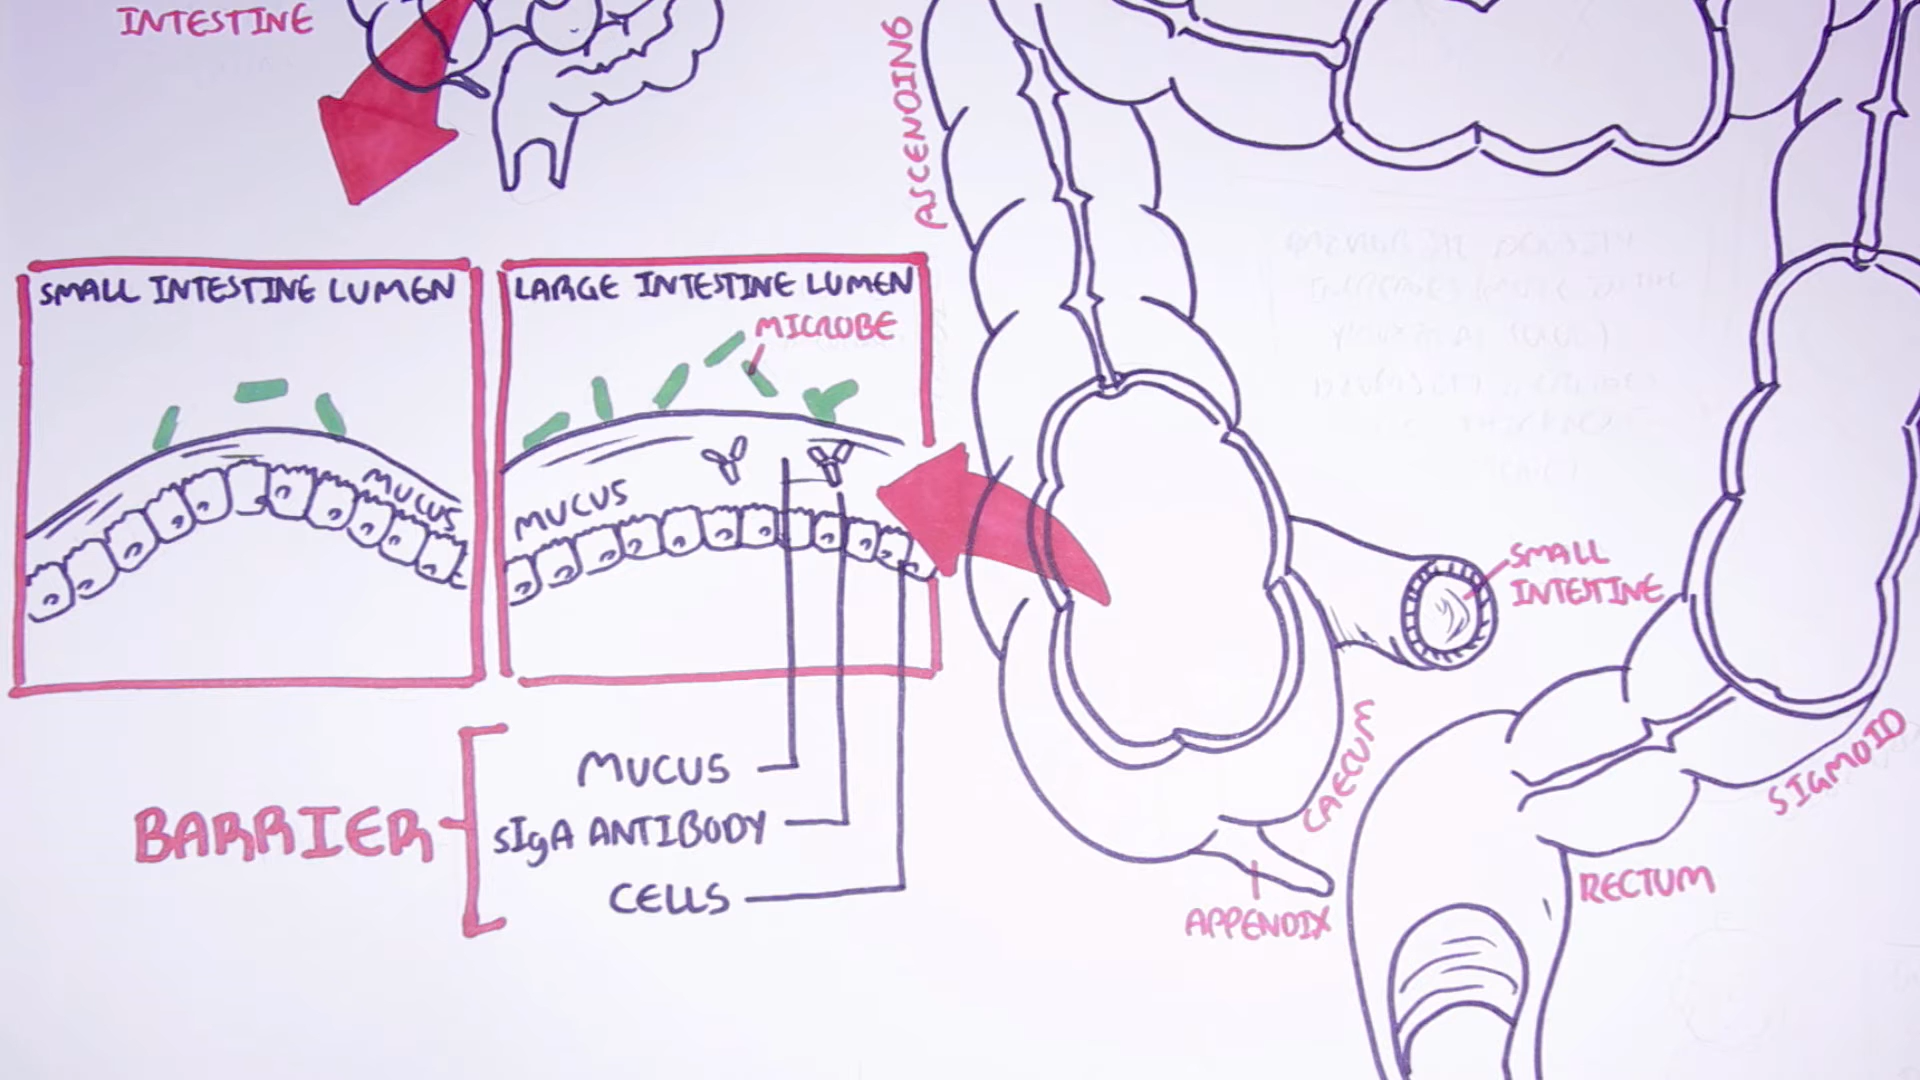 INTESTINE
ASCENDING
SMALL INTESTINE LUMEN
MUCUS
LARGE INTESTINE LUMEN
MICROBE
MUCUS
BARRIER
MUCUS
sIgA ANTIBODY
CELLS
SMALL
INTESTINE
CAECUM
APPENDIX
SIGMOID
RECTUM